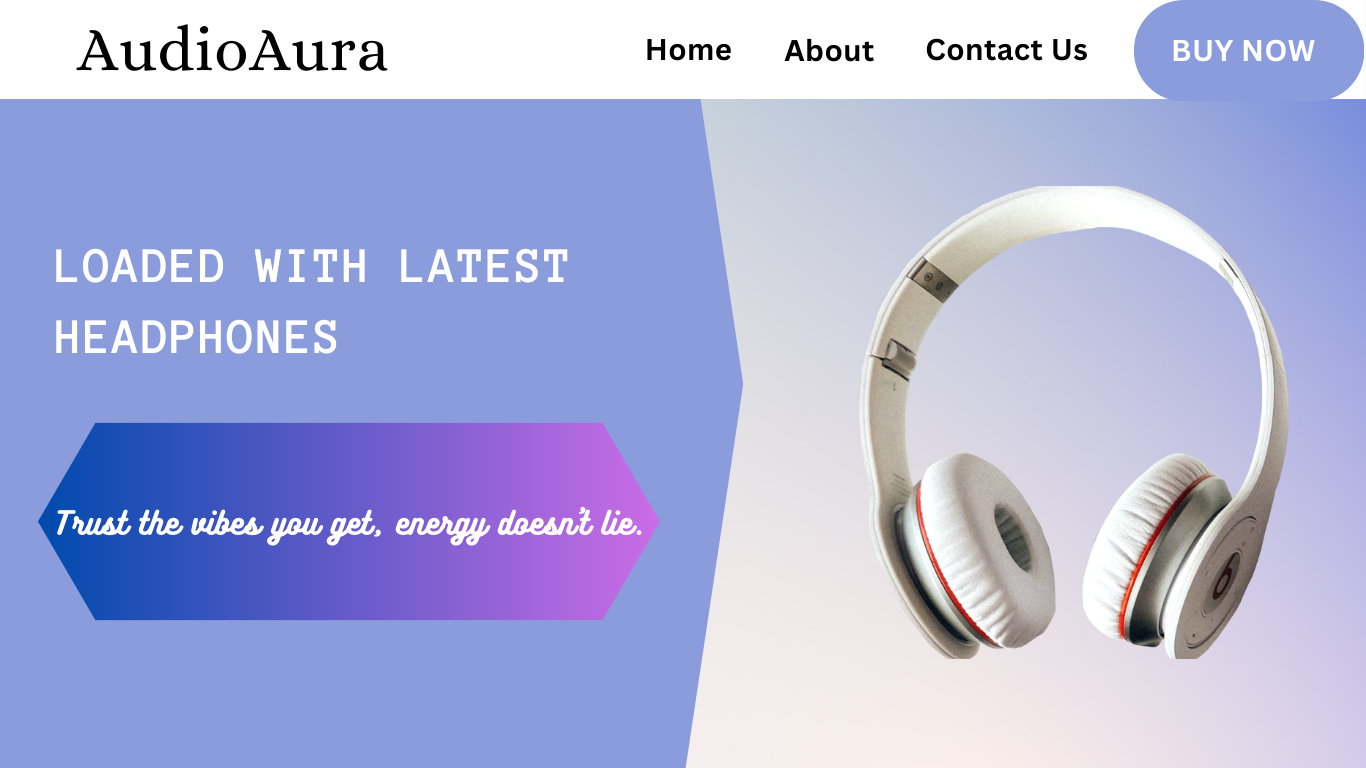 AudioAura
Home About Contact Us BUY NOW
LOADED WITH LATEST
HEADPHONES
Trust the vibes you get, energy doesn't lie.